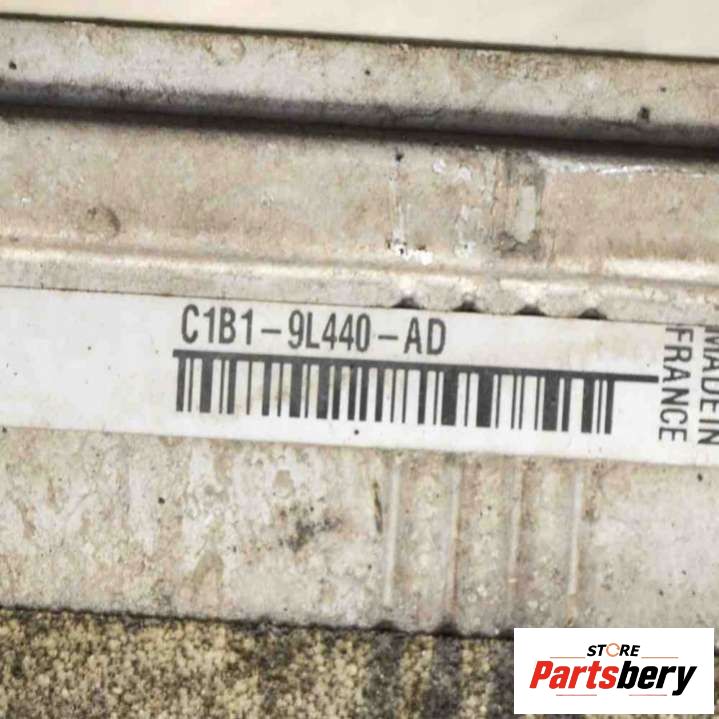 C1B1-9L440-AD
MADE IN
FRANCE
STORE
Partsbery